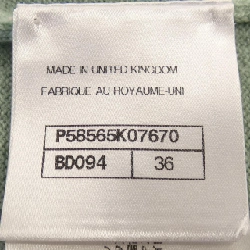 MADE IN UNITED KINGDOM
FABRIQUE AU ROYAUME-UNI
P58565K07670
BD094 36